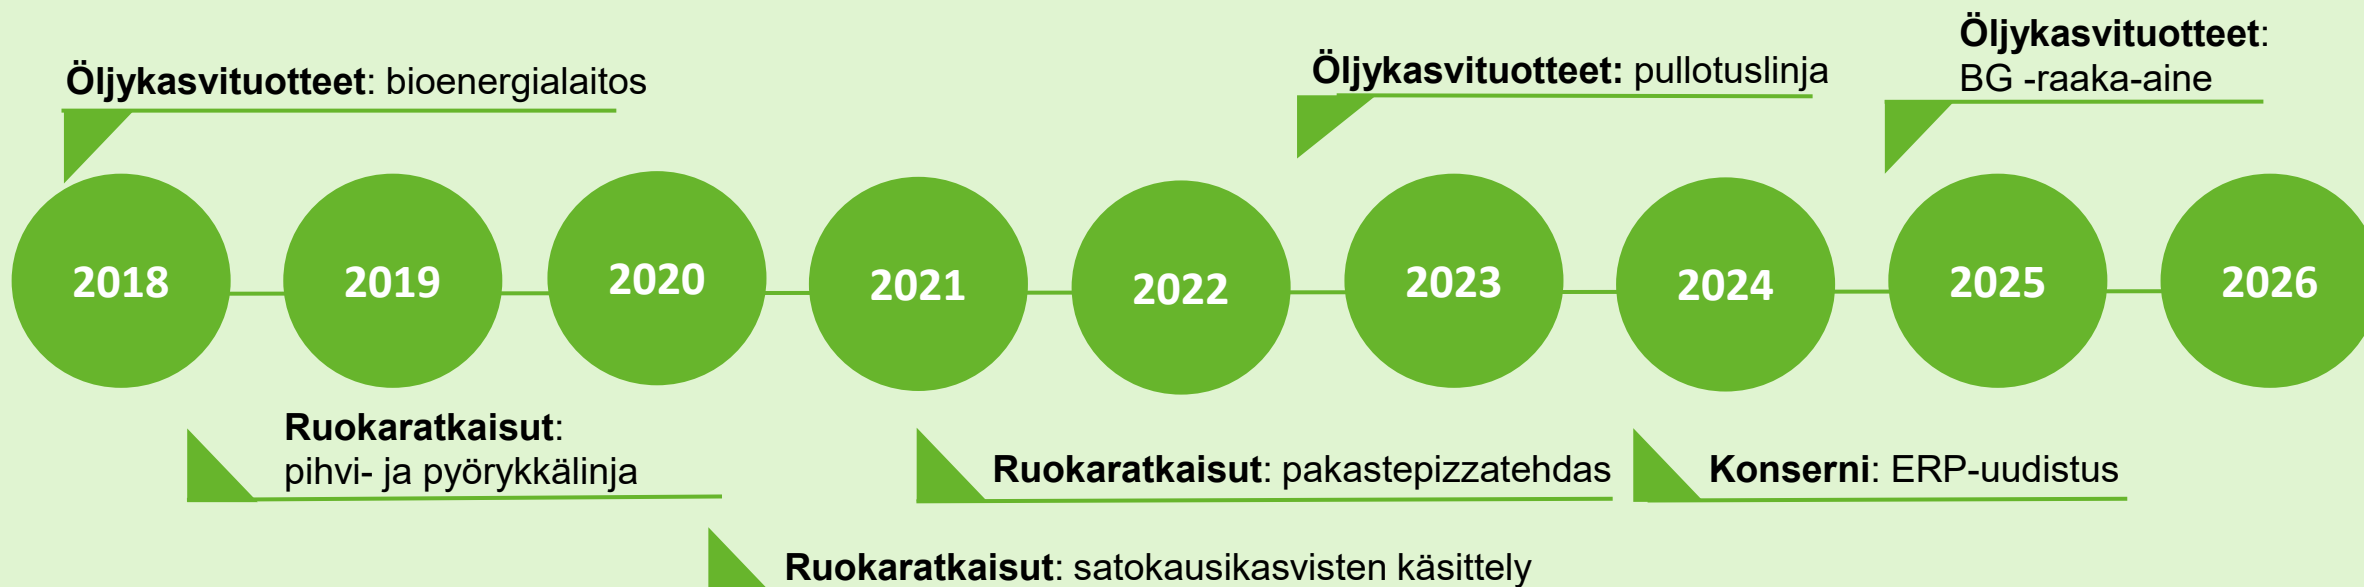 Öljykasvituotteet: bioenergialaitos
Öljykasvituotteet: pullotuslinja
Öljykasvituotteet:
BG -raaka-aine
2018
2019
2020
2021
2022
2023
2024
2025
2026
Ruokaratkaisut:
pihvi- ja pyörykkälinja
Ruokaratkaisut: pakastepizzatehdas
Konserni: ERP-uudistus
Ruokaratkaisut: satokausikasvisten käsittely